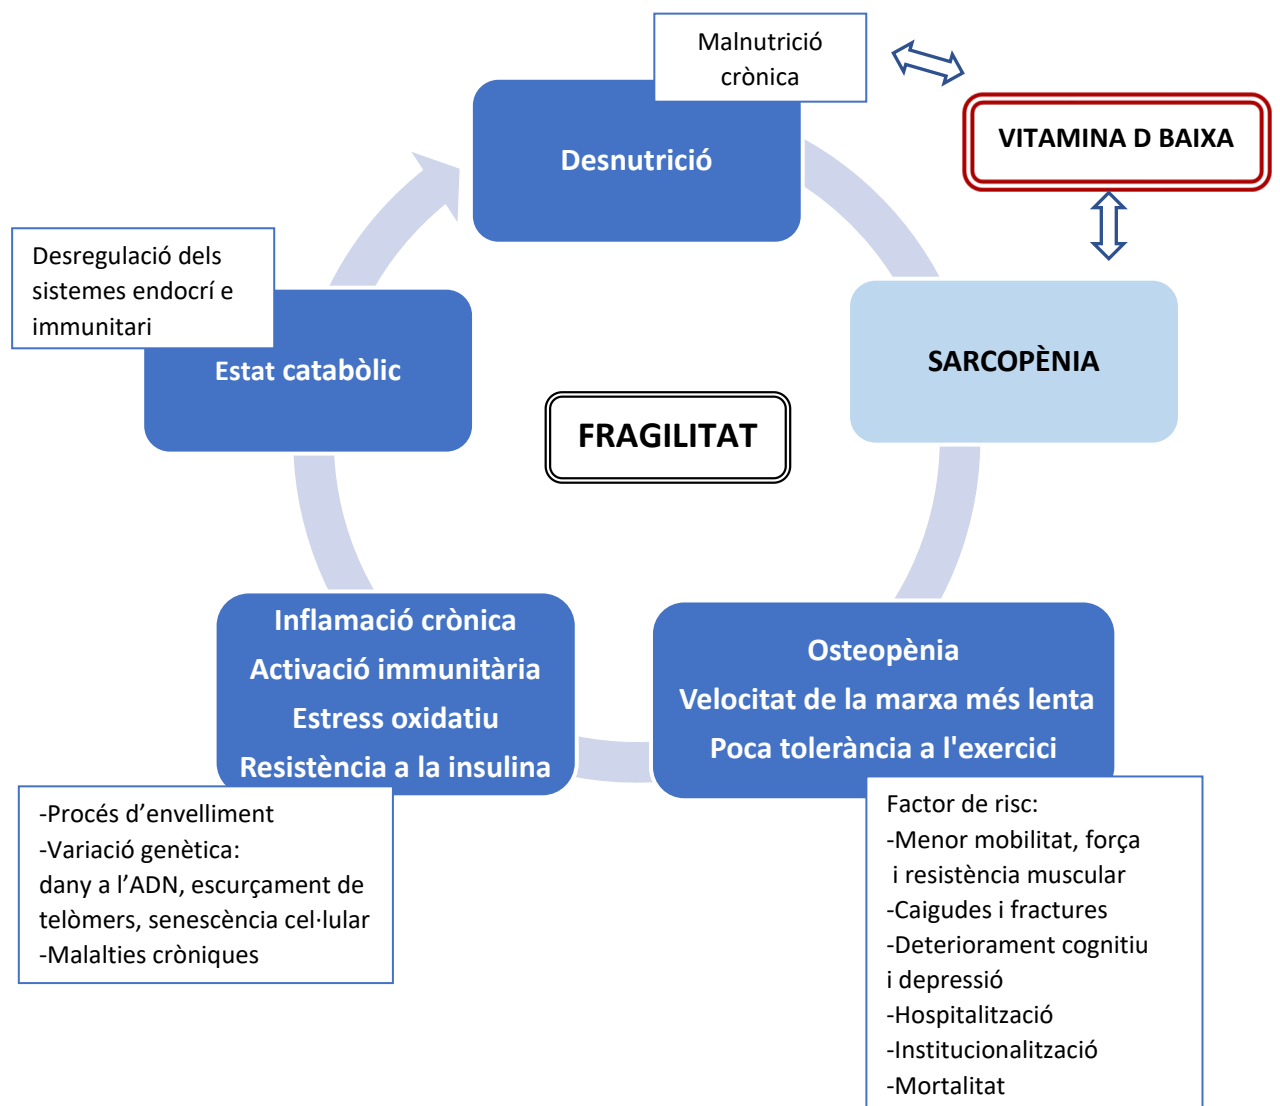 Malnutrició
crònica
VITAMINA D BAIXA
Desnutrició
Desregulació dels
sistemes endocrí e
immunitari
Estat catabòlic
SARCOPÈNIA
FRAGILITAT
Inflamació crònica
Activació immunitària
Estress oxidatiu
Resistència a la insulina
Osteopènia
Velocitat de la marxa més lenta
Poca tolerància a l'exercici
-Procés d’envelliment
-Variació genètica:
dany a l’ADN, escurçament de
telòmers, senescència cel·lular
-Malalties cròniques
Factor de risc:
-Menor mobilitat, força
i resistència muscular
-Caigudes i fractures
-Deteriorament cognitiu
i depressió
-Hospitalització
-Institucionalització
-Mortalitat